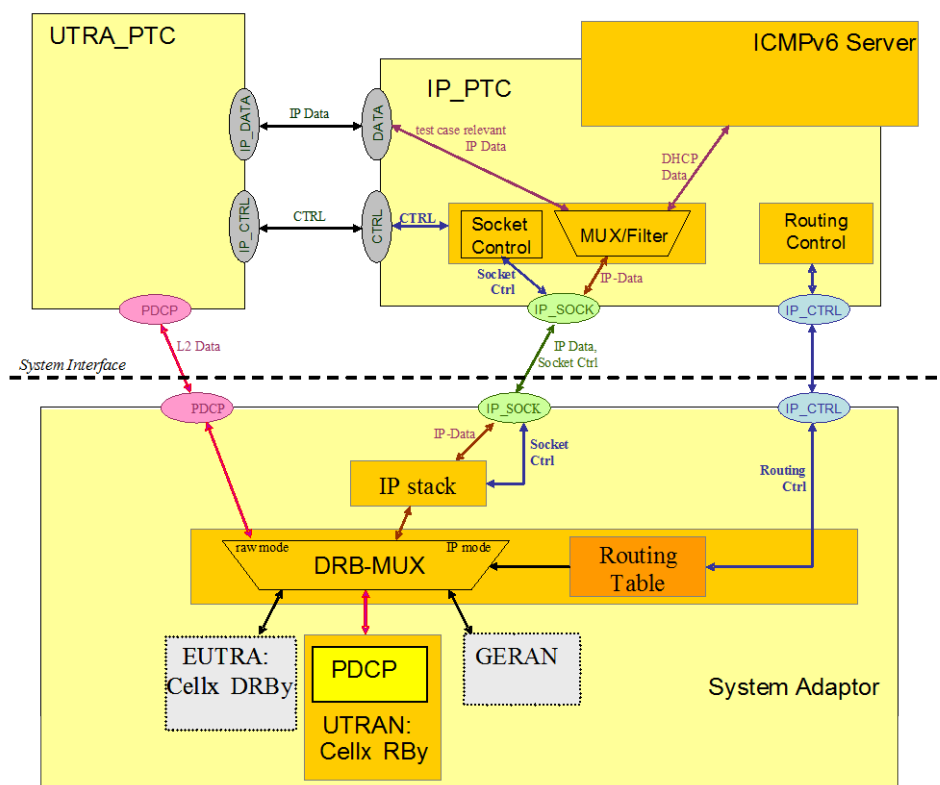 UTRA_PTC
ICMPv6 Server
IP_PTC
IP_DATA
IP Data
DATA
test case relevant
IP Data
DHCP
Data
IP_CTRL
CTRL
CTRL
CTRL
Socket
Control
MUX/Filter
Routing
Control
Socket
Ctrl
IP-Data
PDCP
IP_SOCK
IP_CTRL
L2 Data
IP Data,
Socket Ctrl
System Interface
PDCP
IP_SOCK
IP_CTRL
IP-Data
Socket
Ctrl
IP stack
Routing
Ctrl
raw mode
IP mode
DRB-MUX
Routing
Table
EUTRA:
Cellx DRBy
PDCP
UTRAN:
Cellx RBy
GERAN
System Adaptor